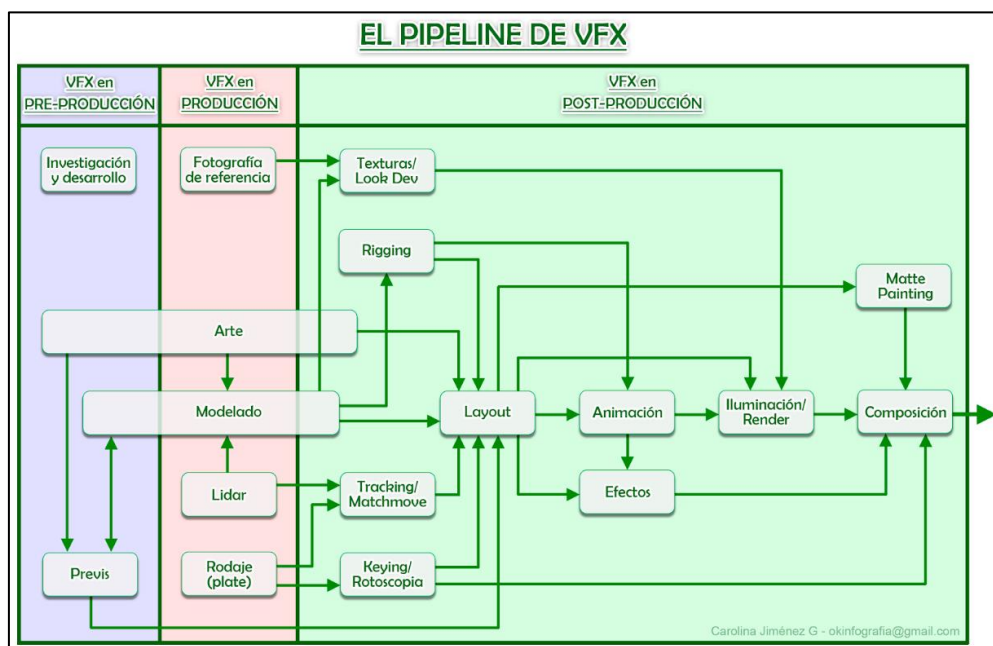 EL PIPELINE DE VFX
VFX en
PRE-PRODUCCIÓN
VFX en
PRODUCCIÓN
VFX en
POST-PRODUCCIÓN
Investigación
y desarrollo
Fotografía
de referencia
Texturas/
Look Dev
Rigging
Matte
Painting
Arte
Modelado
Layout
Animación
Iluminación/
Render
Composición
Lidar
Tracking/
Matchmove
Efectos
Previs
Rodaje
(plate)
Keying/
Rotoscopia
Carolina Jiménez G - okinfografia@gmail.com